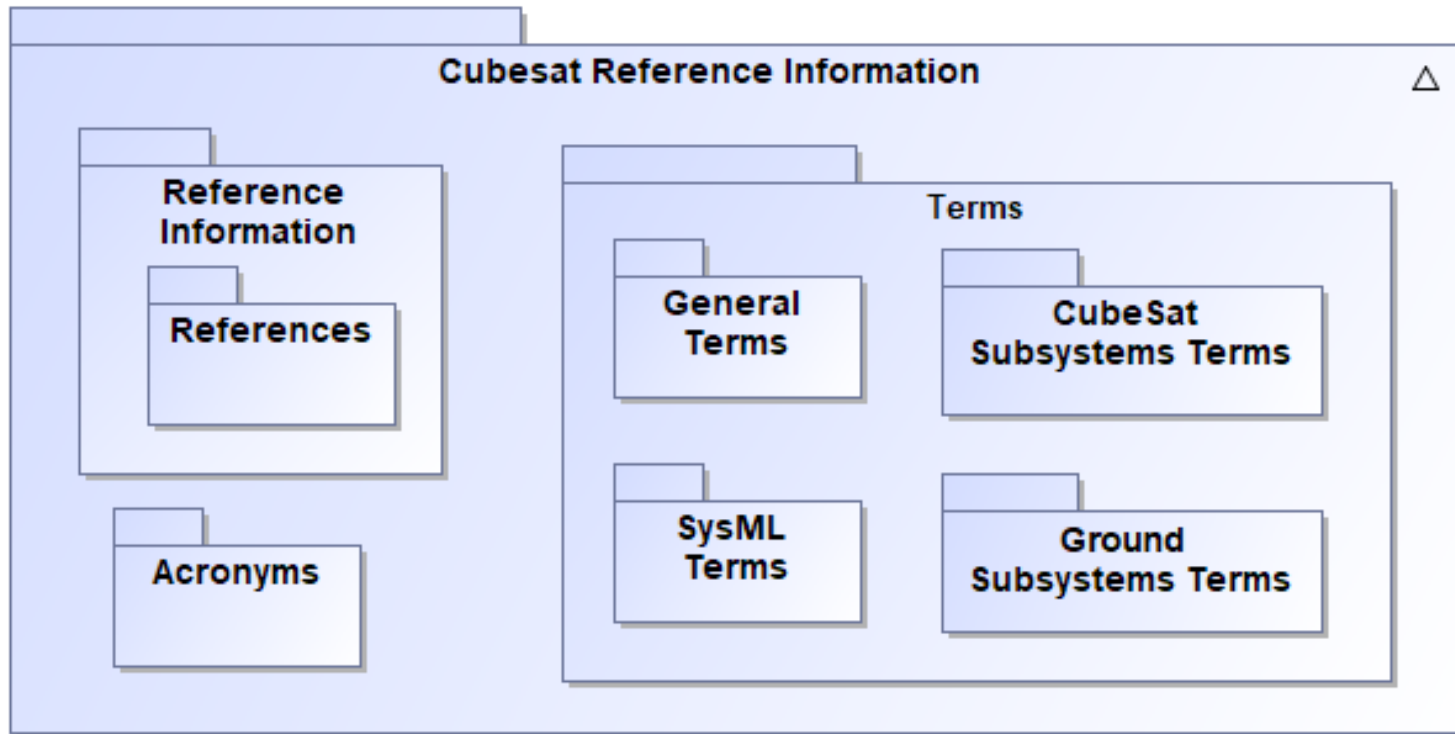 Cubesat Reference Information
Reference
Information
References
Acronyms
Terms
General
Terms
CubeSat
Subsystems Terms
SysML
Terms
Ground
Subsystems Terms